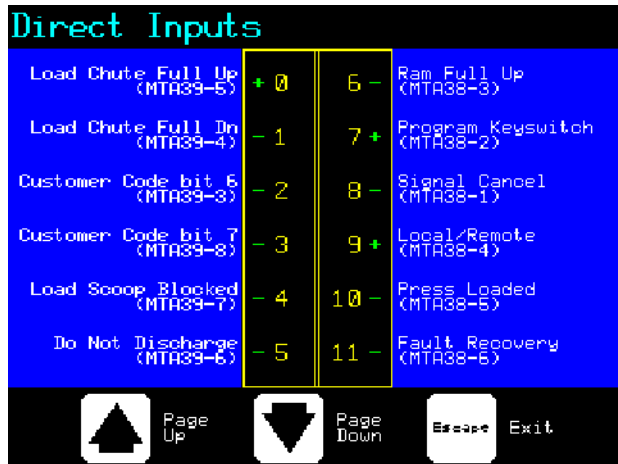 Direct Inputs
Load Chute Full Up
(MTA39-5)
+ 0
6 -
Ram Full Up
(MTA38-3)
Load Chute Full Dn
(MTA39-4)
- 1
7 +
Program Keyswitch
(MTA38-2)
Customer Code bit 6
(MTA39-3)
- 2
8 -
Signal Cancel
(MTA38-1)
Customer Code bit 7
(MTA39-8)
- 3
9 +
Local/Remote
(MTA38-4)
Load Scoop Blocked
(MTA39-7)
- 4
10 -
Press Loaded
(MTA38-5)
Do Not Discharge
(MTA39-6)
- 5
11 -
Fault Recovery
(MTA38-6)
Page
Up
Page
Down
Escape
Exit